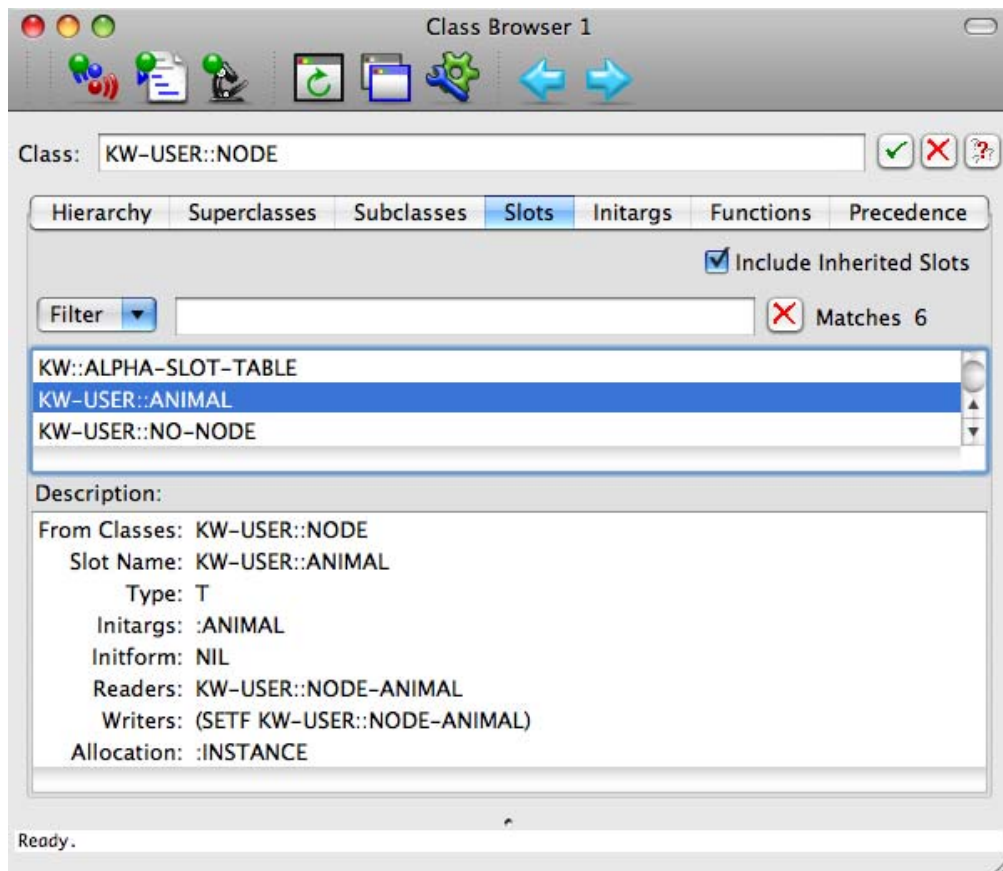 Class Browser 1
Class: KW-USER::NODE
Hierarchy Superclasses Subclasses Slots Initargs Functions Precedence
Include Inherited Slots
Filter Matches 6
KW::ALPHA-SLOT-TABLE
KW-USER::ANIMAL
KW-USER::NO-NODE
Description:
From Classes: KW-USER::NODE
Slot Name: KW-USER::ANIMAL
Type: T
Initargs: :ANIMAL
Initform: NIL
Readers: KW-USER::NODE-ANIMAL
Writers: (SETF KW-USER::NODE-ANIMAL)
Allocation: :INSTANCE
Ready.